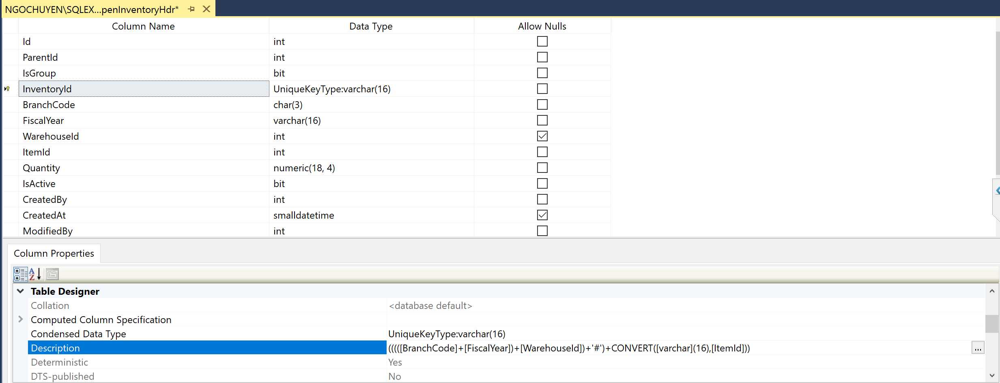 NGOCHUYEN\SQLEX...penInventoryHdr*
Column Name Data Type Allow Nulls
Id int
ParentId int
IsGroup bit
InventoryId UniqueKeyType:varchar(16)
BranchCode char(3)
FiscalYear varchar(16)
WarehouseId int
ItemId int
Quantity numeric(18, 4)
IsActive bit
CreatedBy int
CreatedAt smalldatetime
ModifiedBy int
Column Properties
Table Designer
Collation <database default>
Computed Column Specification
Condensed Data Type UniqueKeyType:varchar(16)
Description ((((([BranchCode]+[FiscalYear])+[WarehouseId])+'#')+CONVERT([varchar](16),[ItemId]))
...
Deterministic Yes
DTS-published No